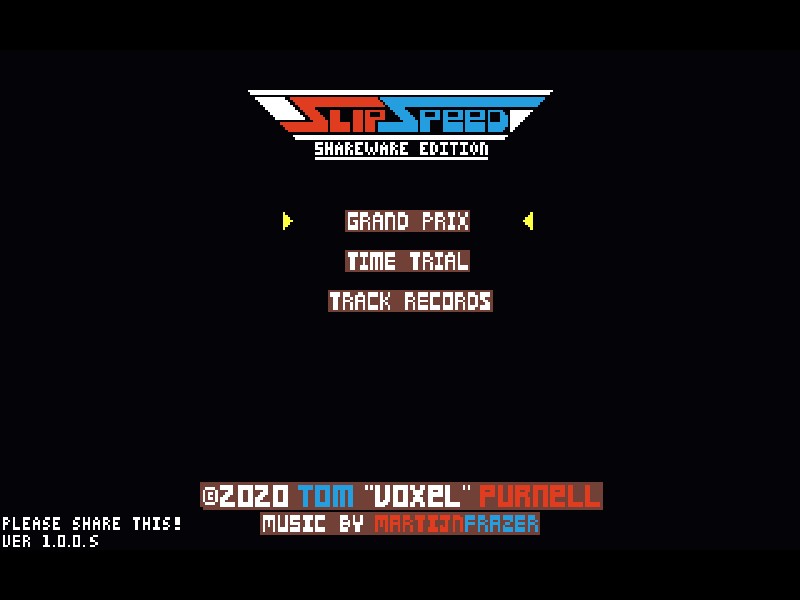 SLIPSPEED
SHAREWARE EDITION
GRAND PRIX
TIME TRIAL
TRACK RECORDS
©2020 TOM "VOXEL" PURNELL
MUSIC BY MARTIJNFRAZER
PLEASE SHARE THIS!
VER 1.0.0.S